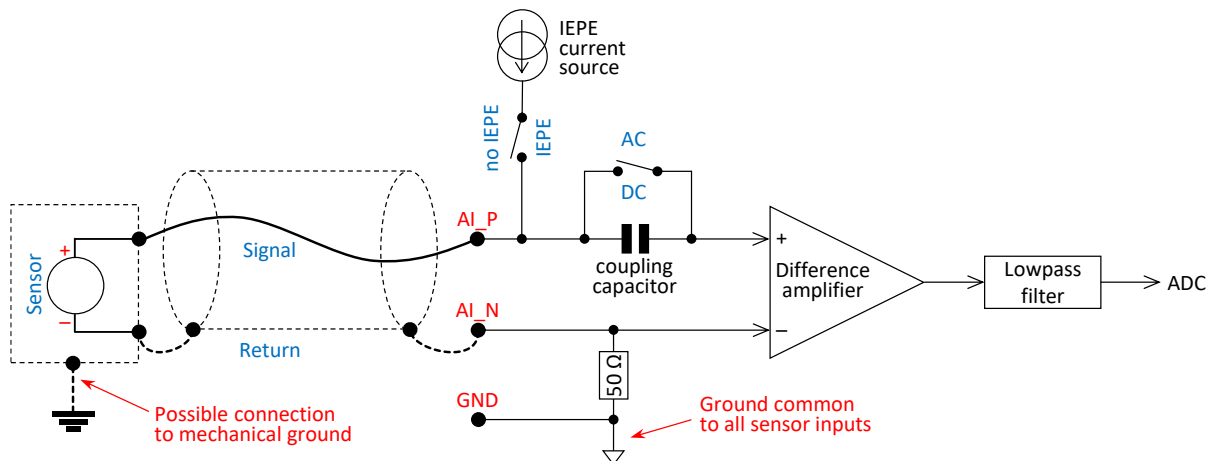 IEPE
current
source
no IEPE
IEPE
AC
DC
AI_P
Signal
coupling
capacitor
+
Difference
amplifier
−
Lowpass
filter
ADC
Sensor
+
−
AI_N
Return
50 Ω
GND
Possible connection
to mechanical ground
Ground common
to all sensor inputs